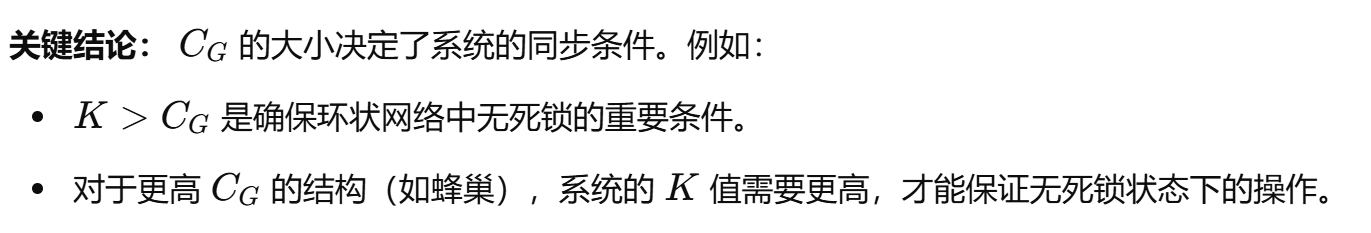 关键结论： C_G 的大小决定了系统的同步条件。例如：
• K > C_G 是确保环状网络中无死锁的重要条件。
• 对于更高 C_G 的结构（如蜂巢），系统的 K 值需要更高，才能保证无死锁状态下的操作。